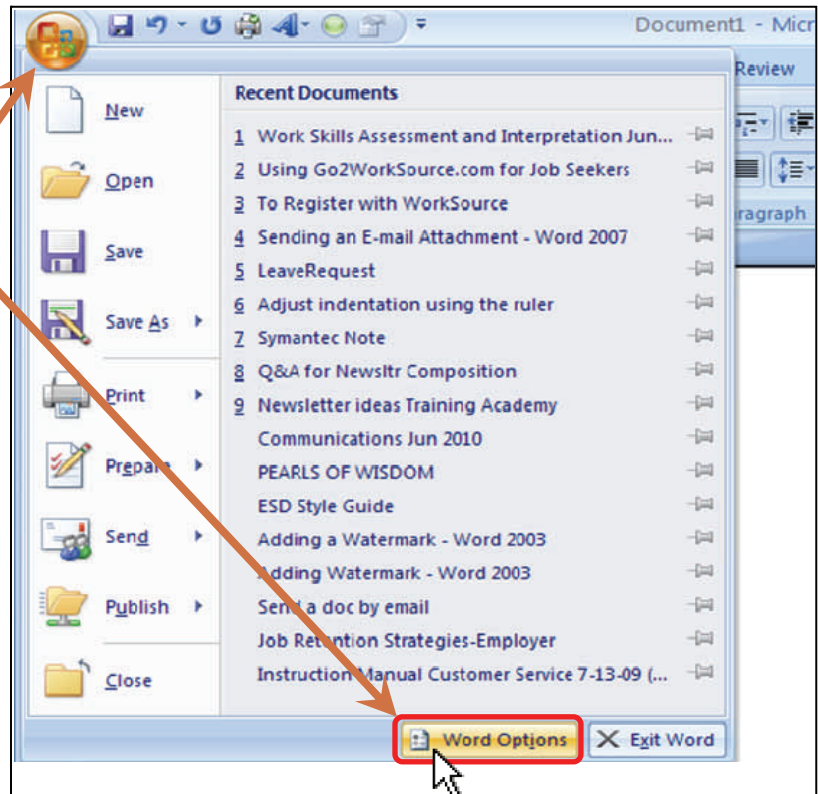 Document1 - Micr
Review
New
Open
Save
Save As
Print
Prepare
Send
Publish
Close
Recent Documents
1 Work Skills Assessment and Interpretation Jun...
2 Using Go2WorkSource.com for Job Seekers
3 To Register with WorkSource
4 Sending an E-mail Attachment - Word 2007
5 LeaveRequest
6 Adjust indentation using the ruler
7 Symantec Note
8 Q&A for Newsltr Composition
9 Newsletter ideas Training Academy
Communications Jun 2010
PEARLS OF WISDOM
ESD Style Guide
Adding a Watermark - Word 2003
Adding Watermark - Word 2003
Send a doc by email
Job Retention Strategies-Employer
Instruction Manual Customer Service 7-13-09 (...
ragraph
Word Options
Exit Word